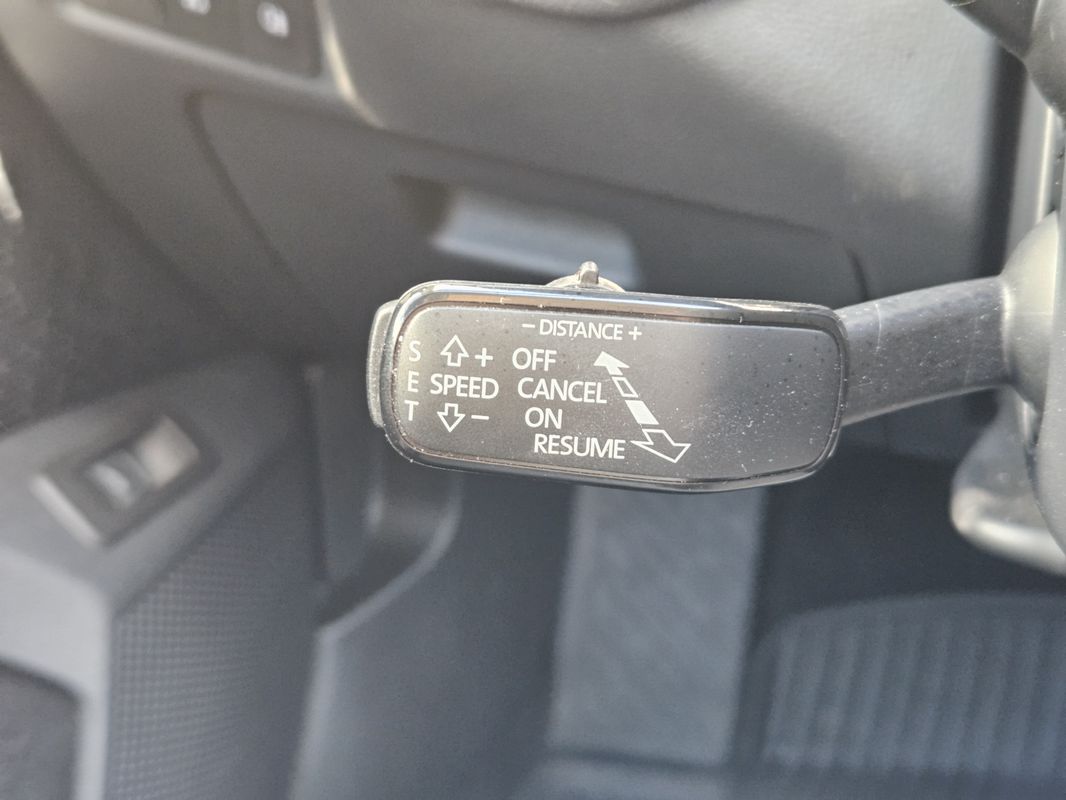 - DISTANCE +
S + OFF
E SPEED CANCEL
T - ON
RESUME